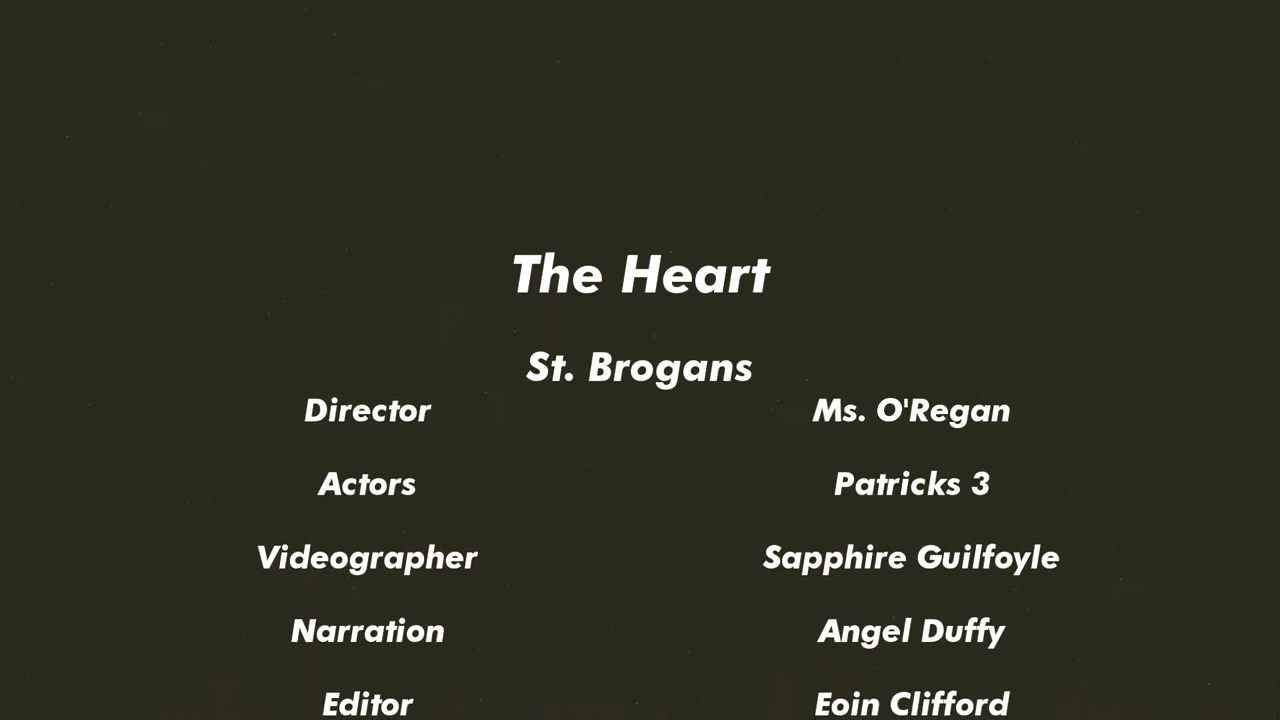 The Heart
St. Brogans
Director Ms. O'Regan
Actors Patricks 3
Videographer Sapphire Guilfoyle
Narration Angel Duffy
Editor Eoin Clifford